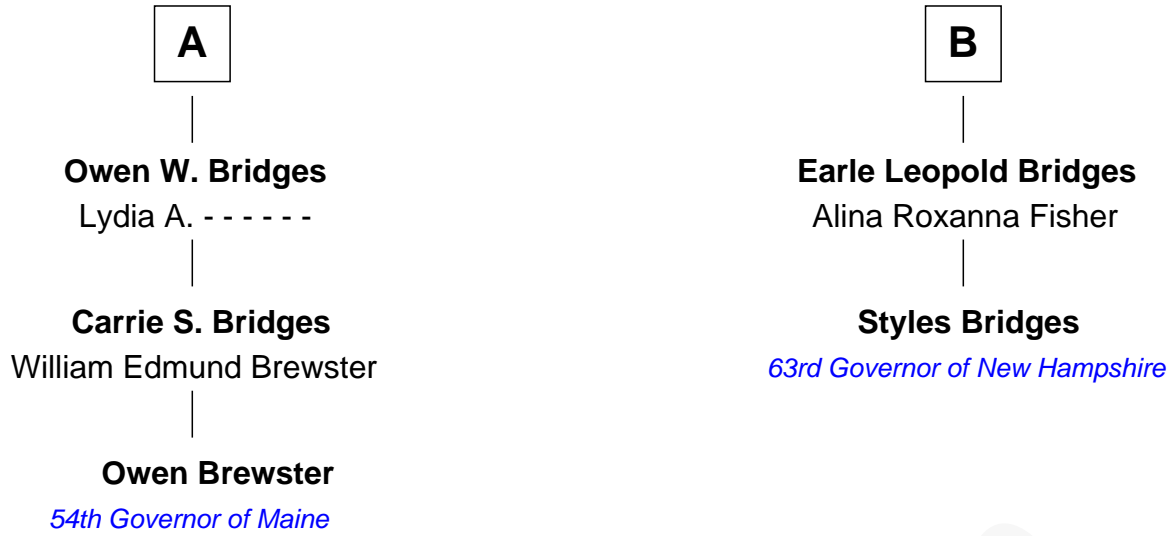 A
Owen W. Bridges
Lydia A. - - - - - -
Carrie S. Bridges
William Edmund Brewster
Owen Brewster
54th Governor of Maine
B
Earle Leopold Bridges
Alina Roxanna Fisher
Styles Bridges
63rd Governor of New Hampshire